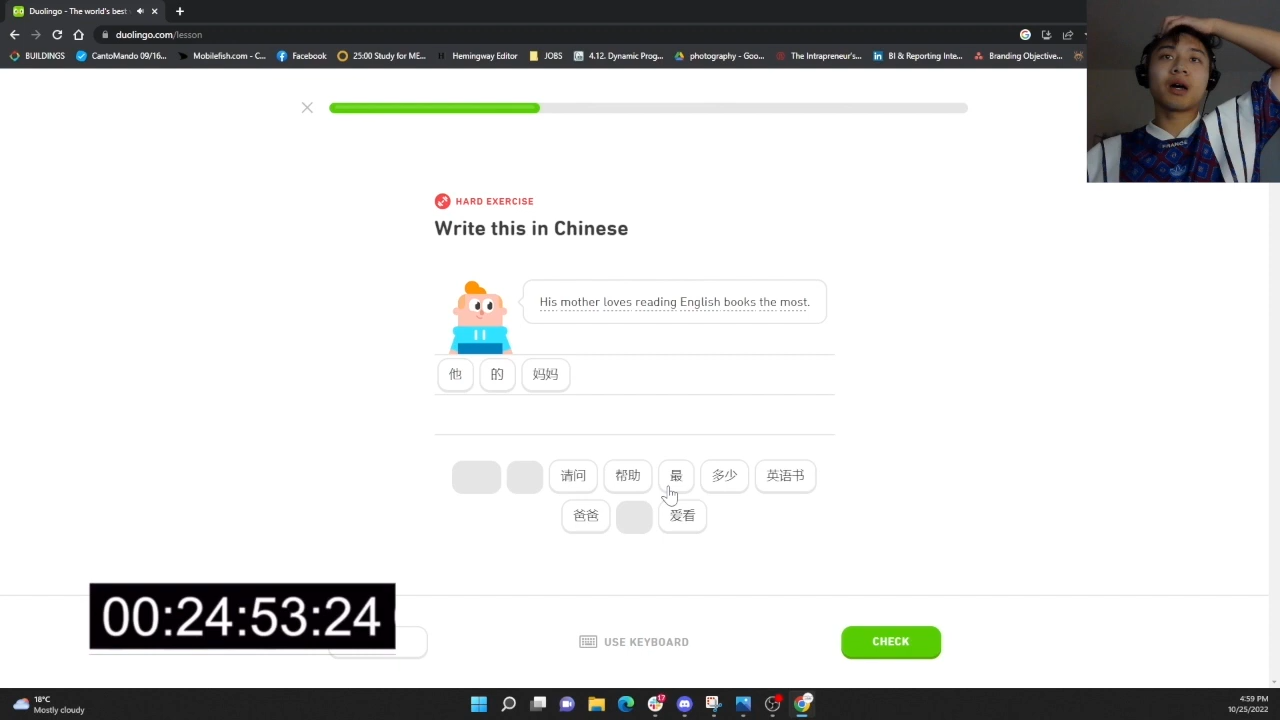 Duolingo - The world's best
duolingo.com/lesson
BUILDINGS
CantoMando 09/16...
Mobilefish.com - C...
Facebook
25:00 Study for ME...
Hemingway Editor
JOBS
4.12. Dynamic Prog...
photography - Goo...
The Intrapreneur's...
BI & Reporting Inte...
Branding Objective...
FRANCE
HARD EXERCISE
Write this in Chinese
His mother loves reading English books the most.
他 的 妈妈
请问 帮助 最 多少 英语书
爸爸 爱看
00:24:53:24
USE KEYBOARD
CHECK
18°C
Mostly cloudy
17
4:59 PM
10/25/2022